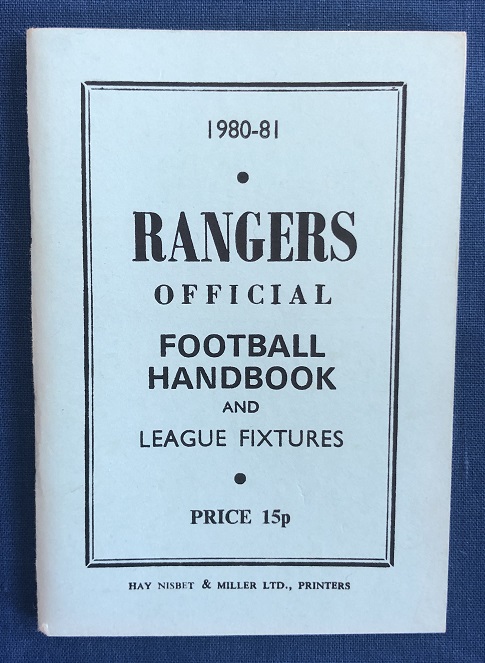 1980-81
•
RANGERS
OFFICIAL
FOOTBALL
HANDBOOK
AND
LEAGUE FIXTURES
•
PRICE 15p
HAY NISBET & MILLER LTD., PRINTERS